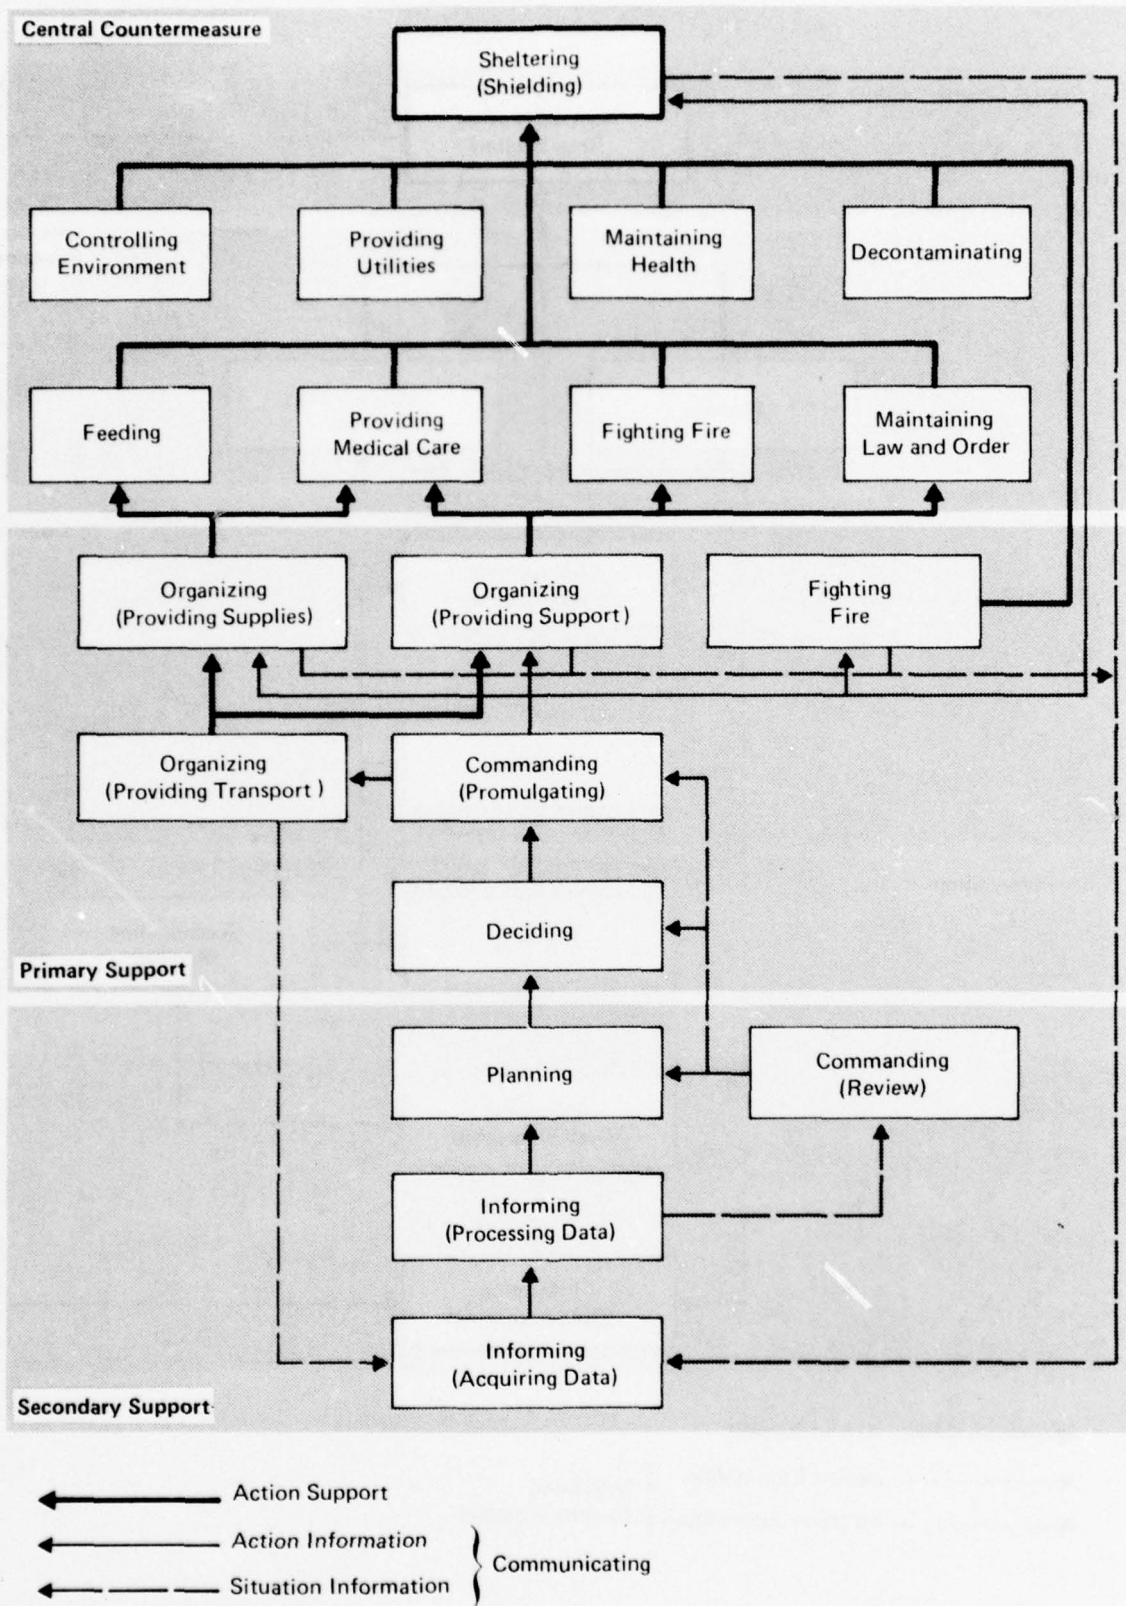 Central Countermeasure
Sheltering
(Shielding)
Controlling
Environment
Providing
Utilities
Maintaining
Health
Decontaminating
Feeding
Providing
Medical Care
Fighting Fire
Maintaining
Law and Order
Organizing
(Providing Supplies)
Organizing
(Providing Support)
Fighting
Fire
Organizing
(Providing Transport)
Commanding
(Promulgating)
Deciding
Primary Support
Planning
Commanding
(Review)
Informing
(Processing Data)
Informing
(Acquiring Data)
Secondary Support
Action Support
Action Information
Situation Information
Communicating